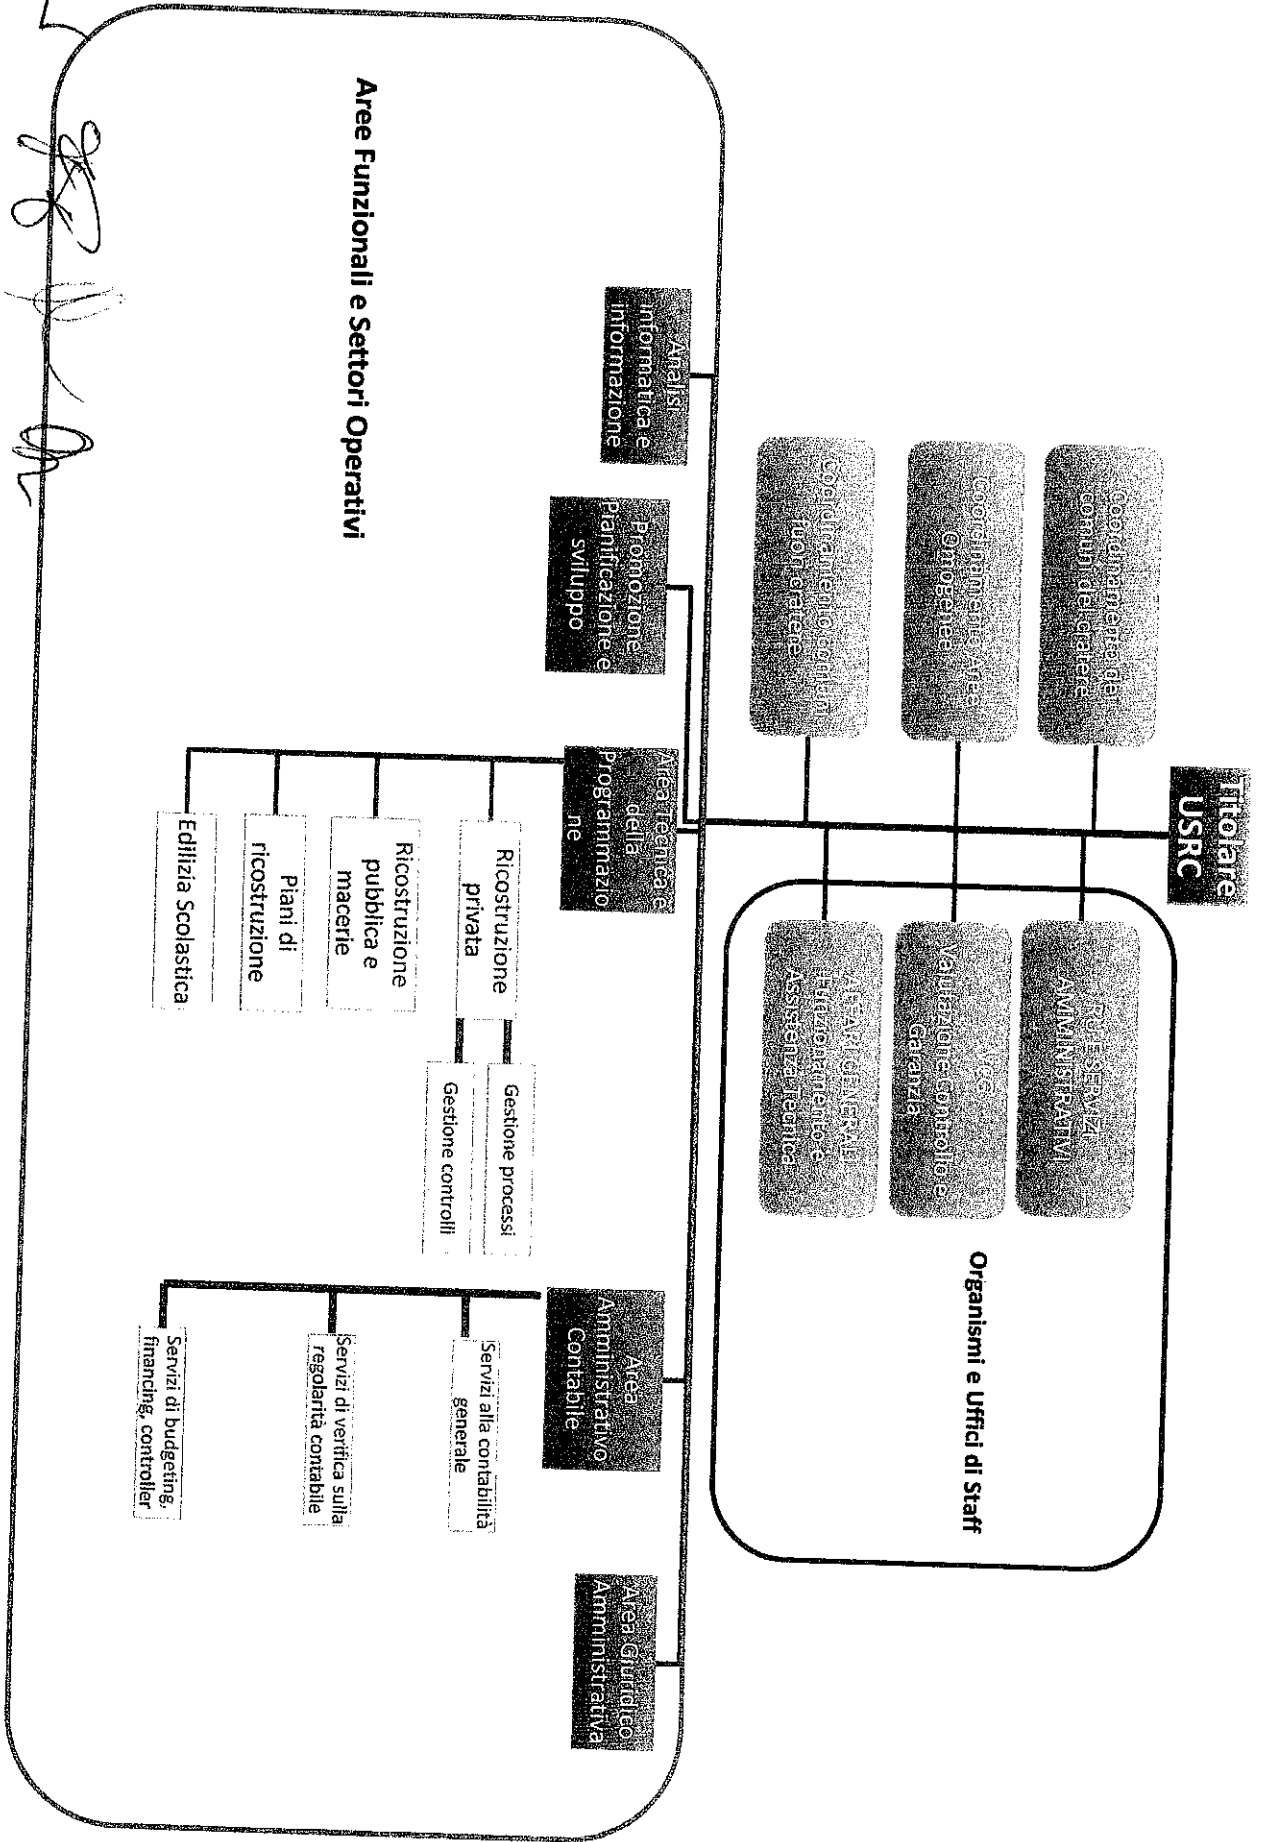 Titolare
USRC
Coordinamento dei
comuni del cratere
Coordinamento Area
Omogenee
Coordinamento comuni
fuori cratere
Organismi e Uffici di Staff
SERVIZI
AMMINISTRATIVI
Valutazione Controllo e
Garanzia
AFFARI GENERALI
Funzionamento e
Assistenza Tecnica
Aree Funzionali e Settori Operativi
Analisi
Informatica e
Informazione
Promozione
Pianificazione e
sviluppo
Area Tecnica e
della
Programmazio
ne
Ricostruzione
privata
Gestione processi
Gestione controlli
Ricostruzione
pubblica e
macerie
Piani di
ricostruzione
Edilizia Scolastica
Area
Amministrativo
Contabile
Servizi alla contabilità
generale
Servizi di verifica sulla
regolarità contabile
Servizi di budgeting,
financing, controller
Area Giuridico
Amministrativa